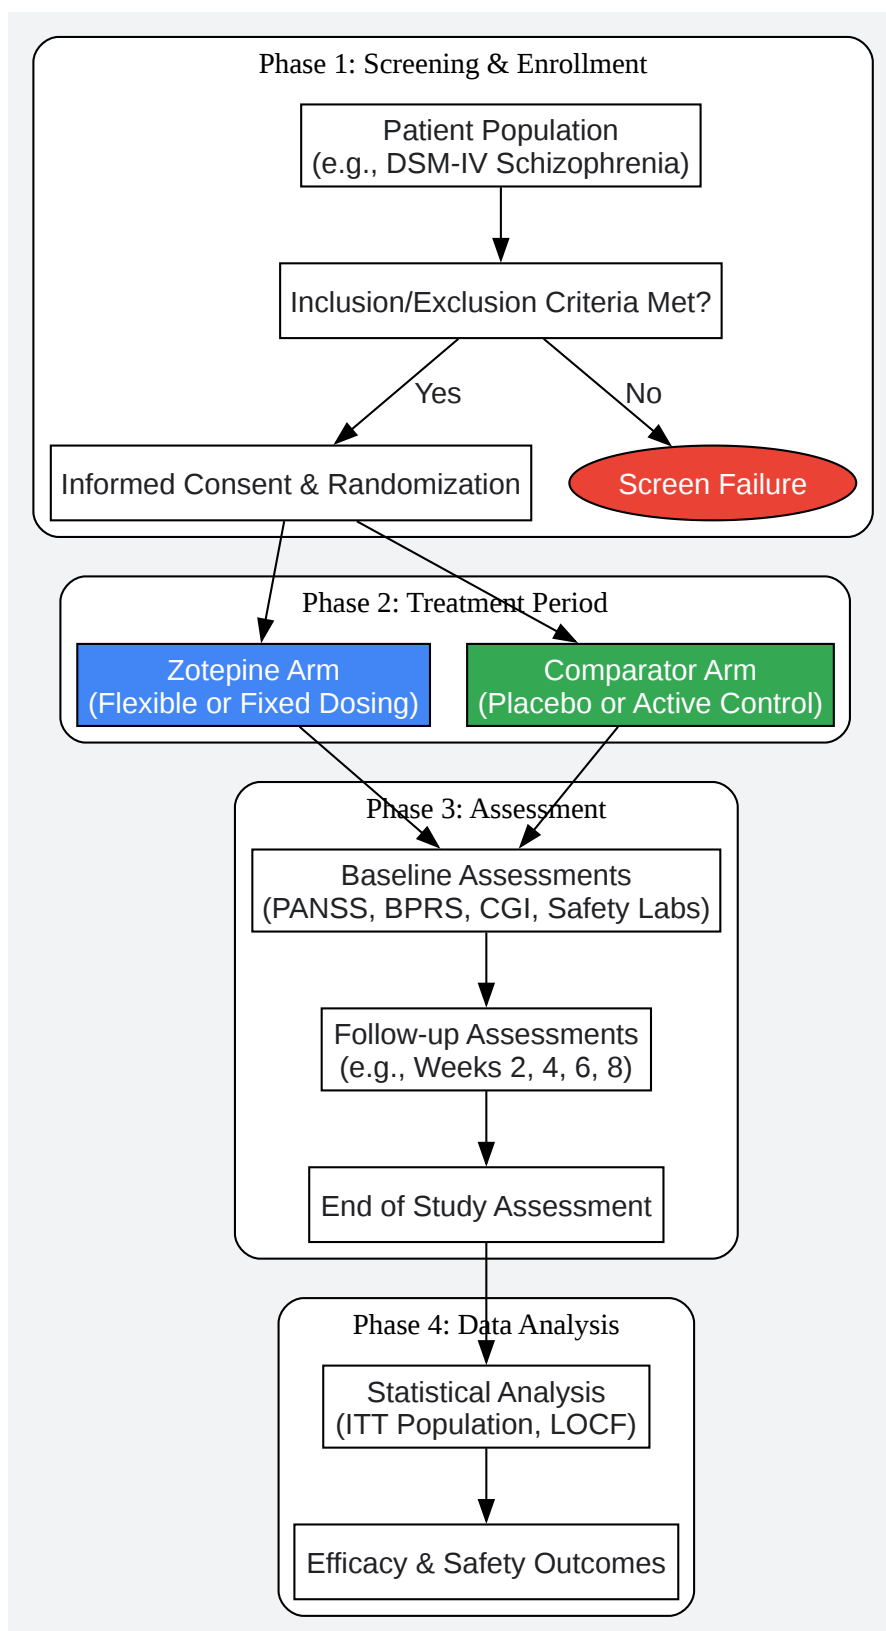 Phase 1: Screening & Enrollment
Patient Population
(e.g., DSM-IV Schizophrenia)
Inclusion/Exclusion Criteria Met?
Yes
No
Informed Consent & Randomization
Screen Failure
Phase 2: Treatment Period
Zotepine Arm
(Flexible or Fixed Dosing)
Comparator Arm
(Placebo or Active Control)
Phase 3: Assessment
Baseline Assessments
(PANSS, BPRS, CGI, Safety Labs)
Follow-up Assessments
(e.g., Weeks 2, 4, 6, 8)
End of Study Assessment
Phase 4: Data Analysis
Statistical Analysis
(ITT Population, LOCF)
Efficacy & Safety Outcomes